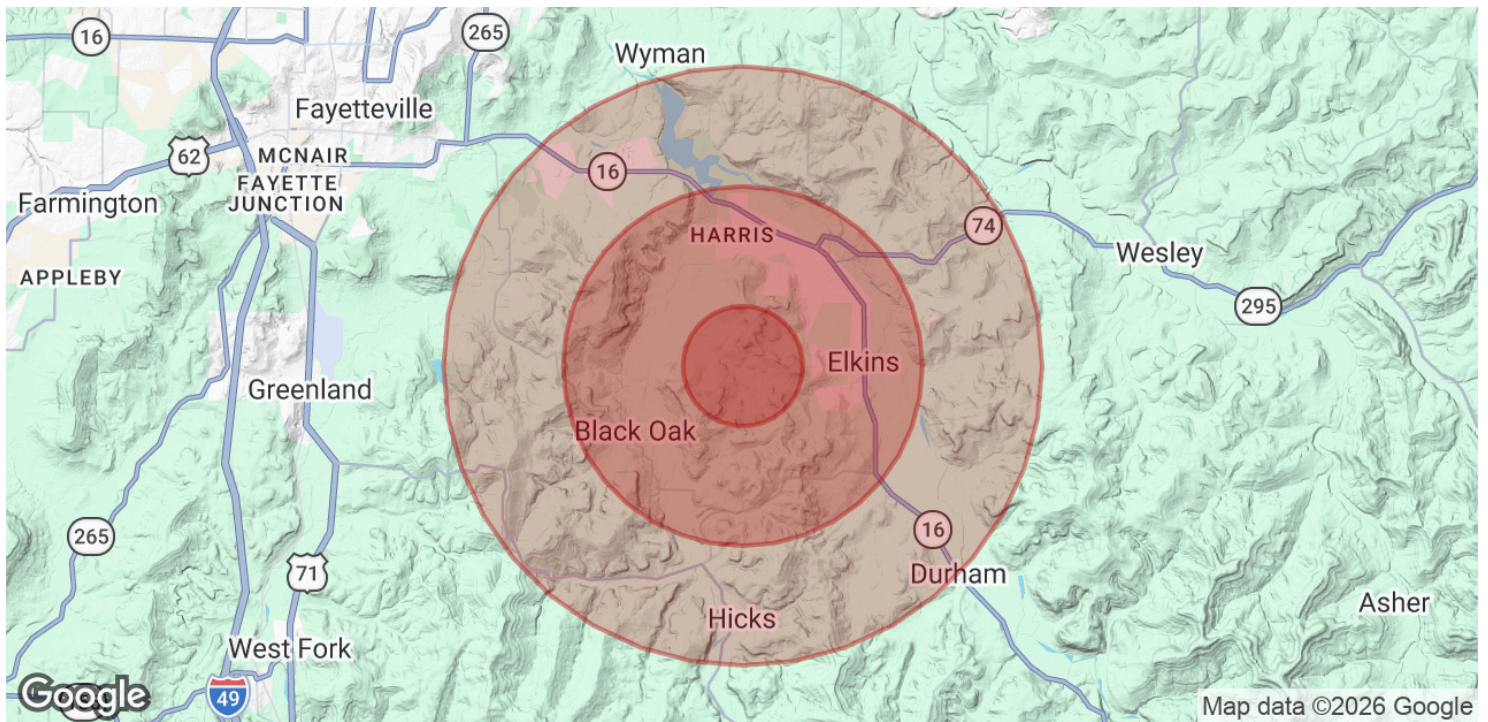 16
265
Wyman
Fayetteville
62
MCNAIR
16
FAYETTE
JUNCTION
Farmington
74
HARRIS
Wesley
APPLEBY
295
Elkins
Greenland
Black Oak
265
16
71
Durham
Asher
Hicks
West Fork
49
Google
Map data ©2026 Google